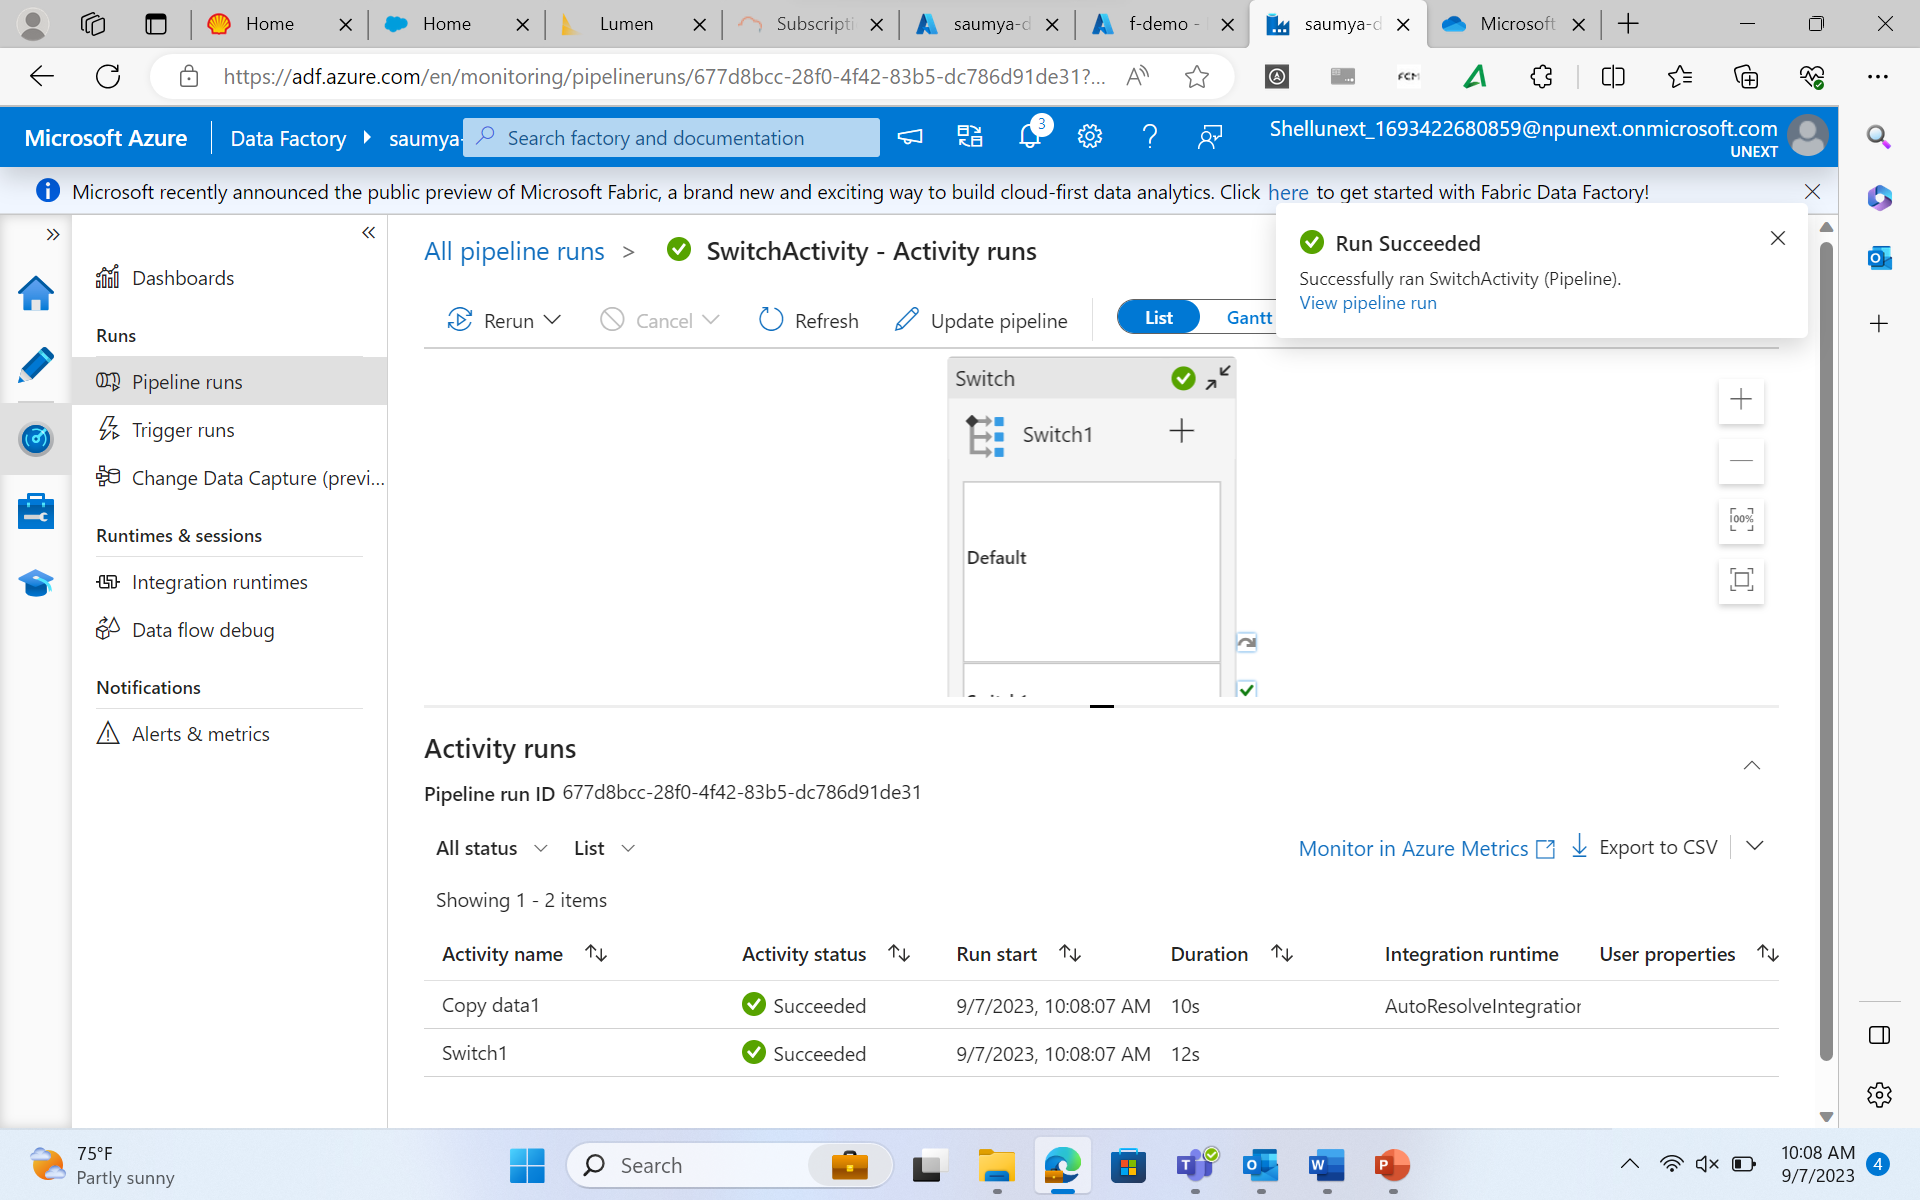 Home
Home
Lumen
Subscripti
saumya-d
f-demo -
saumya-d
Microsoft
https://adf.azure.com/en/monitoring/pipelineruns/677d8bcc-28f0-4f42-83b5-dc786d91de31?...
FCM
Microsoft Azure
Data Factory
saumya-
Search factory and documentation
3
Shellunext_1693422680859@npunext.onmicrosoft.com
UNEXT
Microsoft recently announced the public preview of Microsoft Fabric, a brand new and exciting way to build cloud-first data analytics. Click here to get started with Fabric Data Factory!
Run Succeeded
Successfully ran SwitchActivity (Pipeline).
View pipeline run
Dashboards
Runs
Pipeline runs
Trigger runs
Change Data Capture (previ...
Runtimes & sessions
Integration runtimes
Data flow debug
Notifications
Alerts & metrics
All pipeline runs > SwitchActivity - Activity runs
Rerun
Cancel
Refresh
Update pipeline
List
Gantt
Switch
Switch1
Default
100%
Activity runs
Pipeline run ID 677d8bcc-28f0-4f42-83b5-dc786d91de31
All status
List
Monitor in Azure Metrics
Export to CSV
Showing 1 - 2 items
Activity name Activity status Run start Duration Integration runtime User properties
Copy data1 Succeeded 9/7/2023, 10:08:07 AM 10s AutoResolveIntegration
Switch1 Succeeded 9/7/2023, 10:08:07 AM 12s
75°F
Partly sunny
Search
10:08 AM
9/7/2023
4